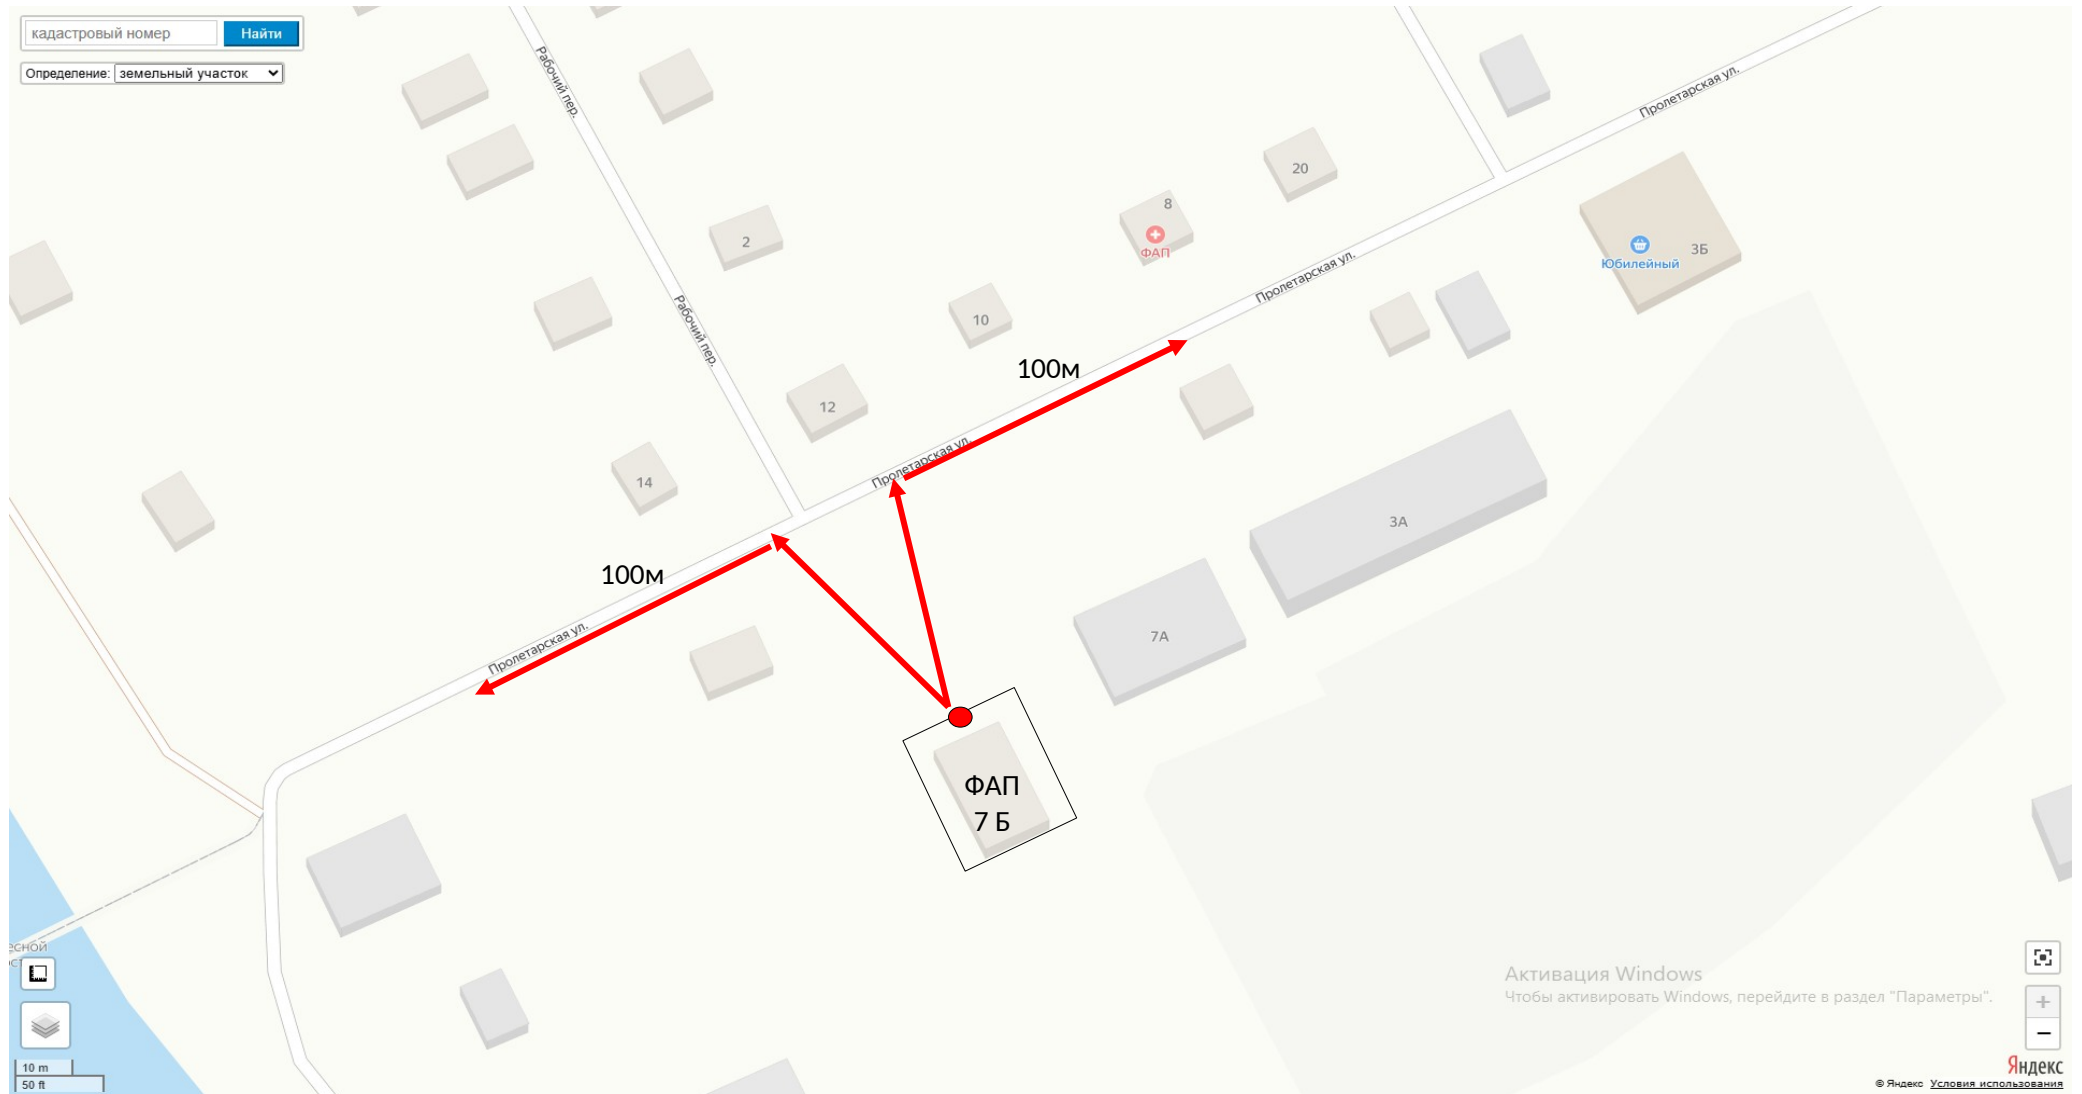 кадастровый номер
Найти
Определение: земельный участок
Рабочий пер.
Пролетарская ул.
20
8
ФАП
2
3Б
Юбилейный
Пролетарская ул.
Рабочий пер.
10
100м
12
Пролетарская ул.
14
3А
100м
Пролетарская ул.
7А
ФАП
7 Б
Активация Windows
Чтобы активировать Windows, перейдите в раздел "Параметры".
10 m
50 ft
Яндекс
© Яндекс Условия использования